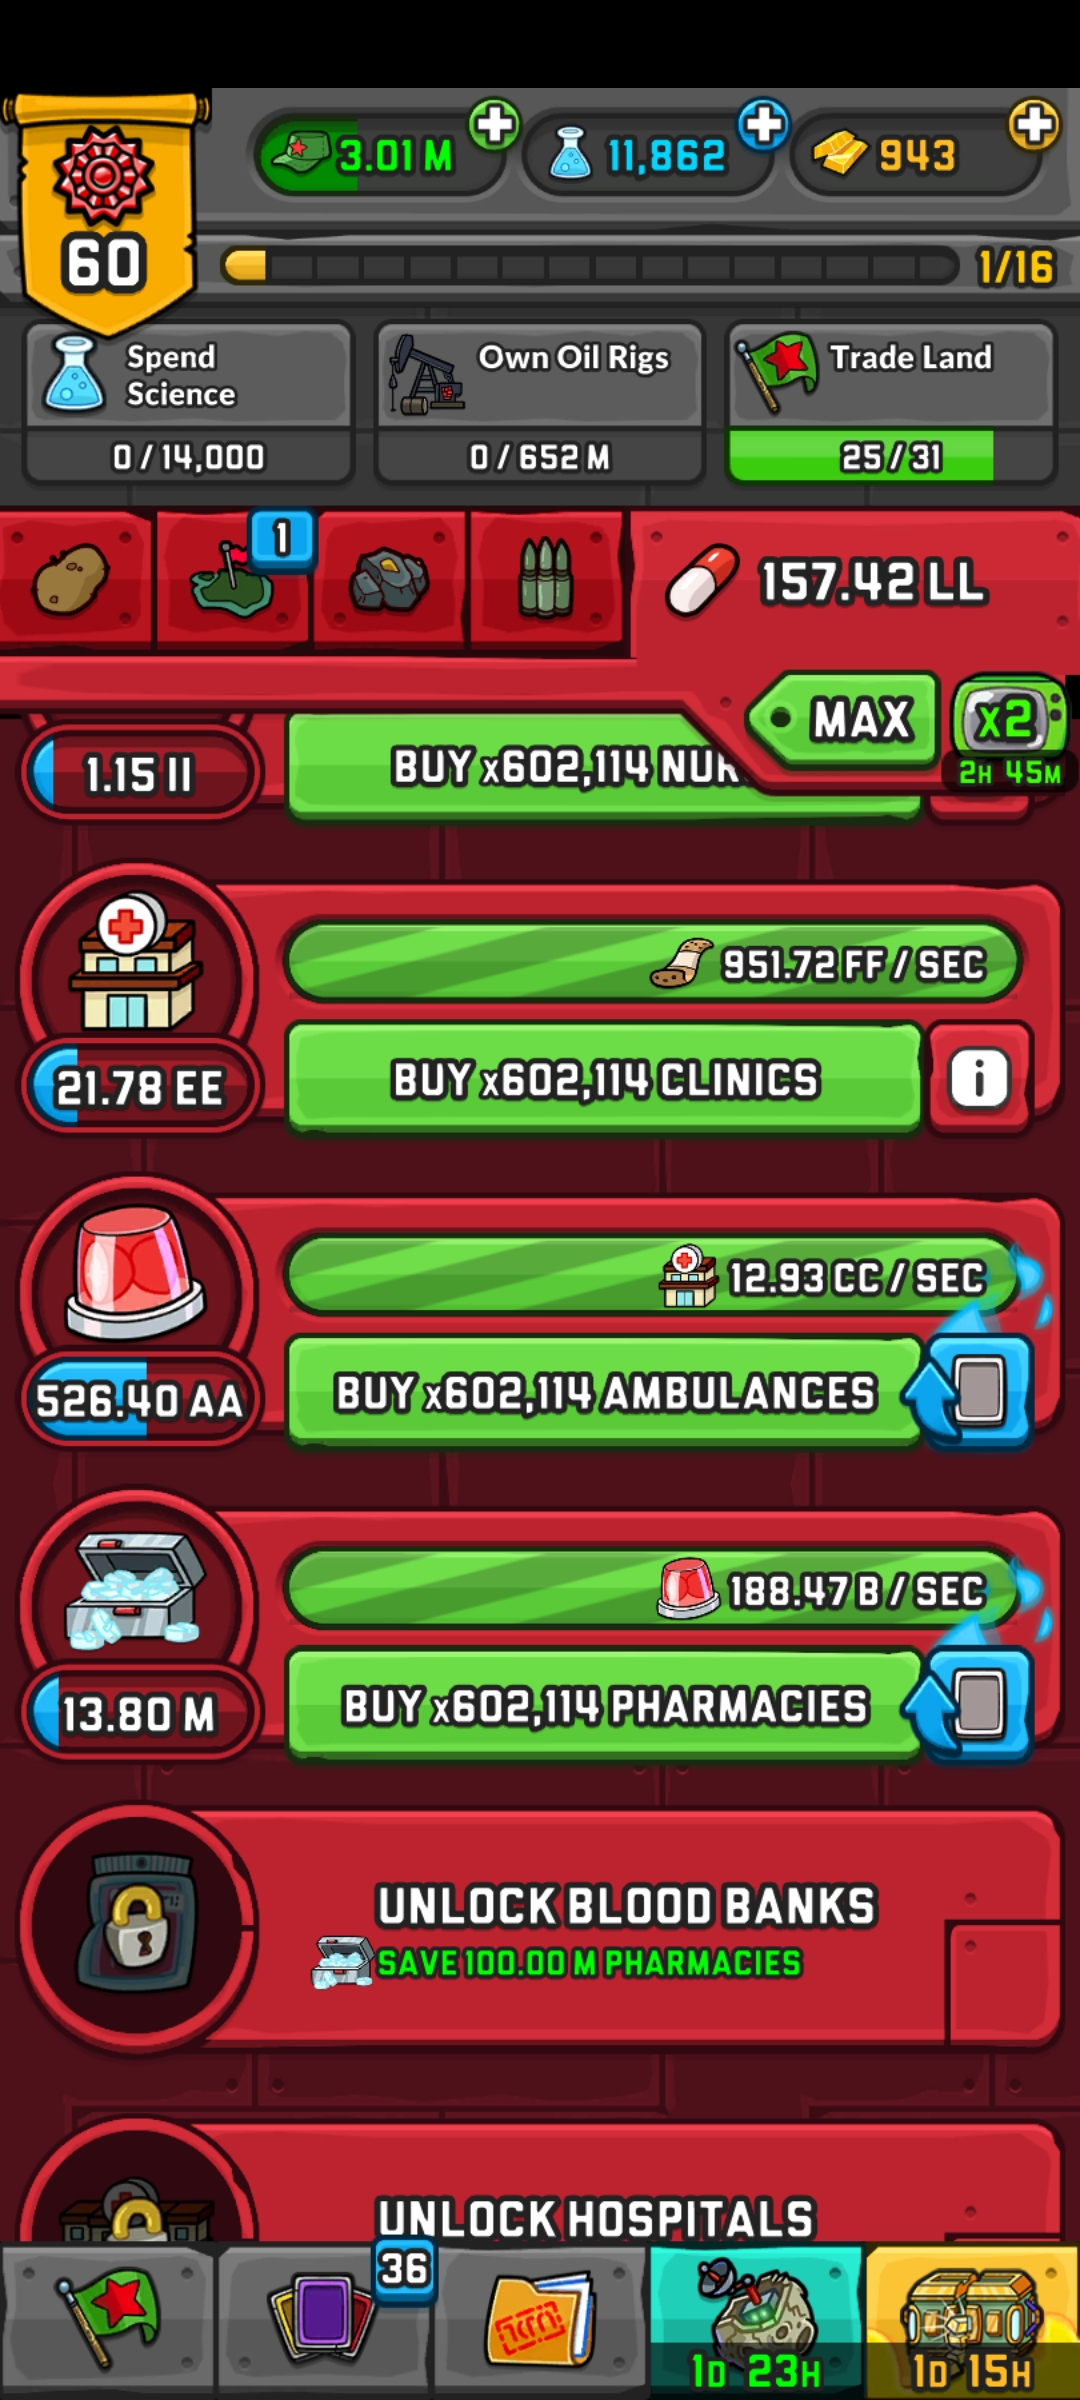 60
3.01 M
11,862
943
1/16
Spend
Science
0 / 14,000
Own Oil Rigs
0 / 652 M
Trade Land
25 / 31
1
157.42 LL
MAX
x2
2H 45M
1.15 II
BUY x602,114
21.78 EE
951.72 FF / SEC
BUY x602,114 CLINICS
i
526.40 AA
12.93 CC / SEC
BUY x602,114 AMBULANCES
13.80 M
188.47 B / SEC
BUY x602,114 PHARMACIES
UNLOCK BLOOD BANKS
SAVE 100.00 M PHARMACIES
UNLOCK HOSPITALS
36
1D 23H
1D 15H